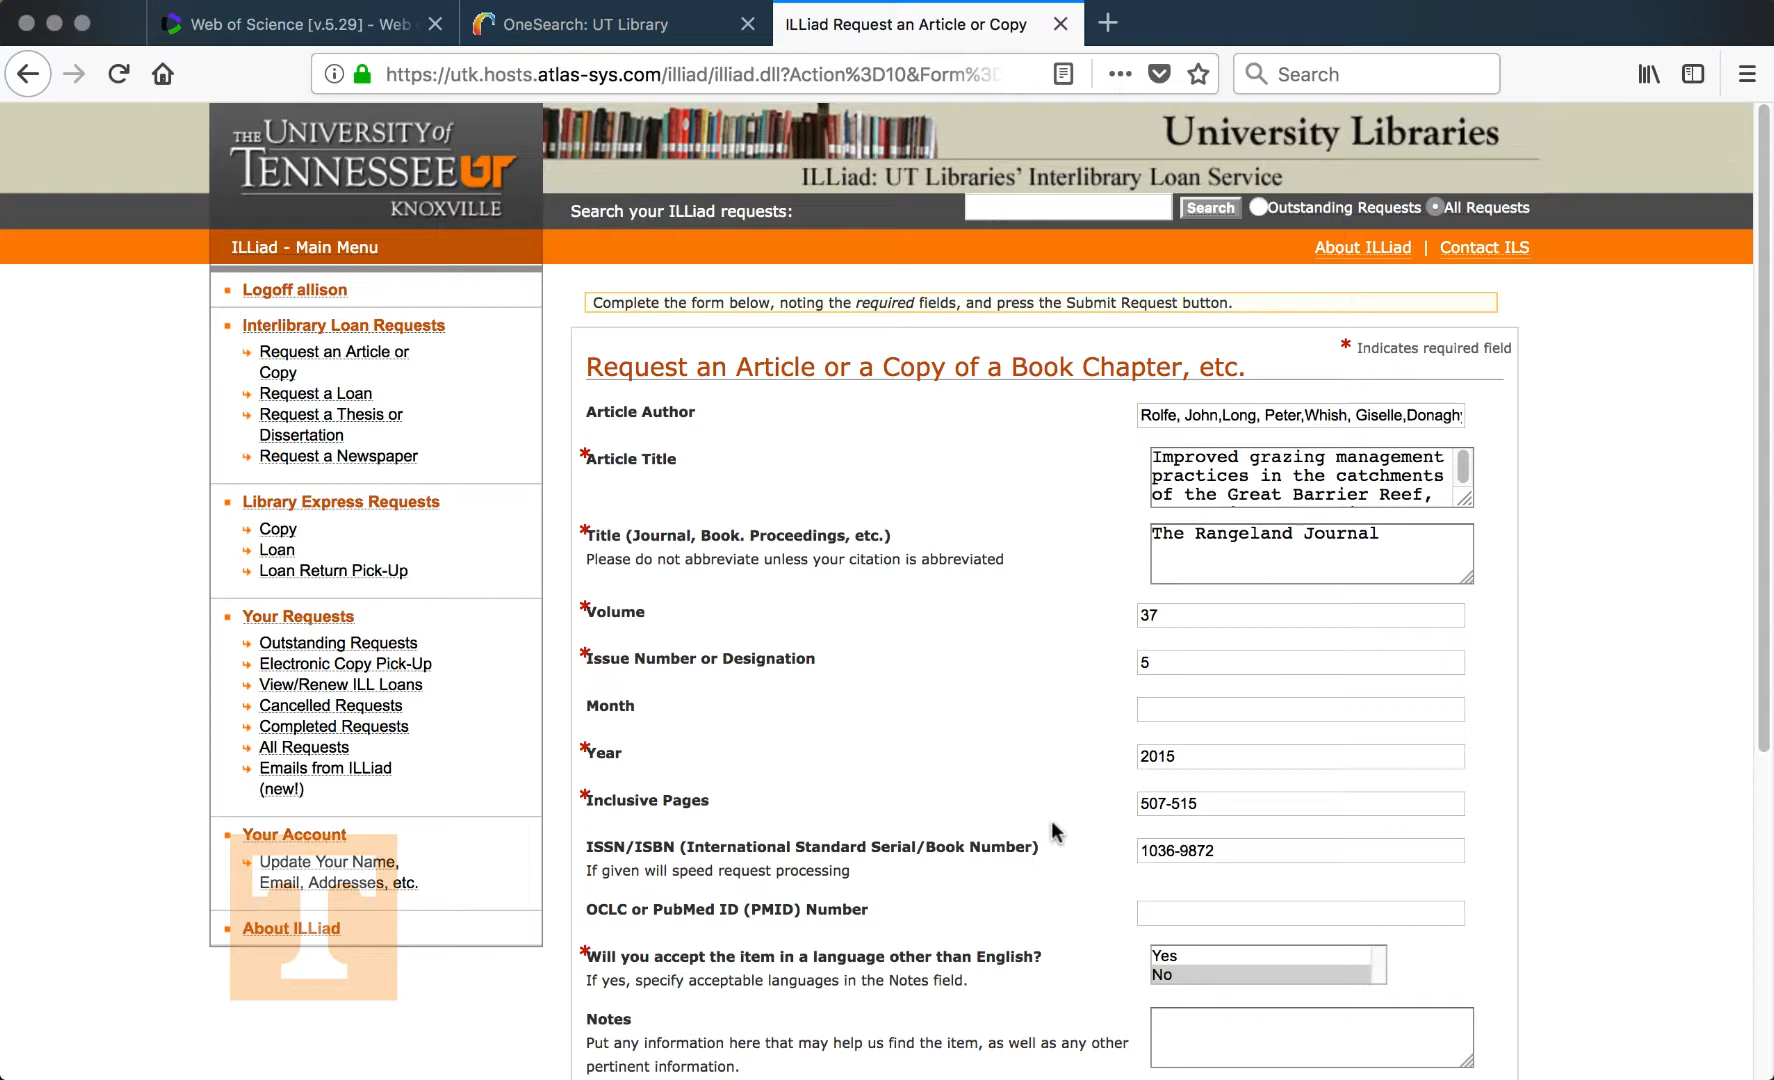 Web of Science [v.5.29] - Web
OneSearch: UT Library
ILLiad Request an Article or Copy
https://utk.hosts.atlas-sys.com/illiad/illiad.dll?Action%3D10&Form%3D
Search
THE UNIVERSITY of
TENNESSEE UT
KNOXVILLE
University Libraries
ILLiad: UT Libraries' Interlibrary Loan Service
Search your ILLiad requests:
Search
Outstanding Requests
All Requests
ILLiad - Main Menu
About ILLiad | Contact ILS
Logoff allison
Interlibrary Loan Requests
Request an Article or
Copy
Request a Loan
Request a Thesis or
Dissertation
Request a Newspaper
Library Express Requests
Copy
Loan
Loan Return Pick-Up
Your Requests
Outstanding Requests
Electronic Copy Pick-Up
View/Renew ILL Loans
Cancelled Requests
Completed Requests
All Requests
Emails from ILLiad
(new!)
Your Account
Update Your Name,
Email, Addresses, etc.
About ILLiad
T
Complete the form below, noting the required fields, and press the Submit Request button.
* Indicates required field
Request an Article or a Copy of a Book Chapter, etc.
Article Author
Rolfe, John,Long, Peter,Whish, Giselle,Donaghy
*Article Title
Improved grazing management
practices in the catchments
of the Great Barrier Reef,
*Title (Journal, Book. Proceedings, etc.)
Please do not abbreviate unless your citation is abbreviated
The Rangeland Journal
*Volume
37
*Issue Number or Designation
5
Month
*Year
2015
*Inclusive Pages
507-515
ISSN/ISBN (International Standard Serial/Book Number)
If given will speed request processing
1036-9872
OCLC or PubMed ID (PMID) Number
*Will you accept the item in a language other than English?
If yes, specify acceptable languages in the Notes field.
Yes
No
Notes
Put any information here that may help us find the item, as well as any other
pertinent information.